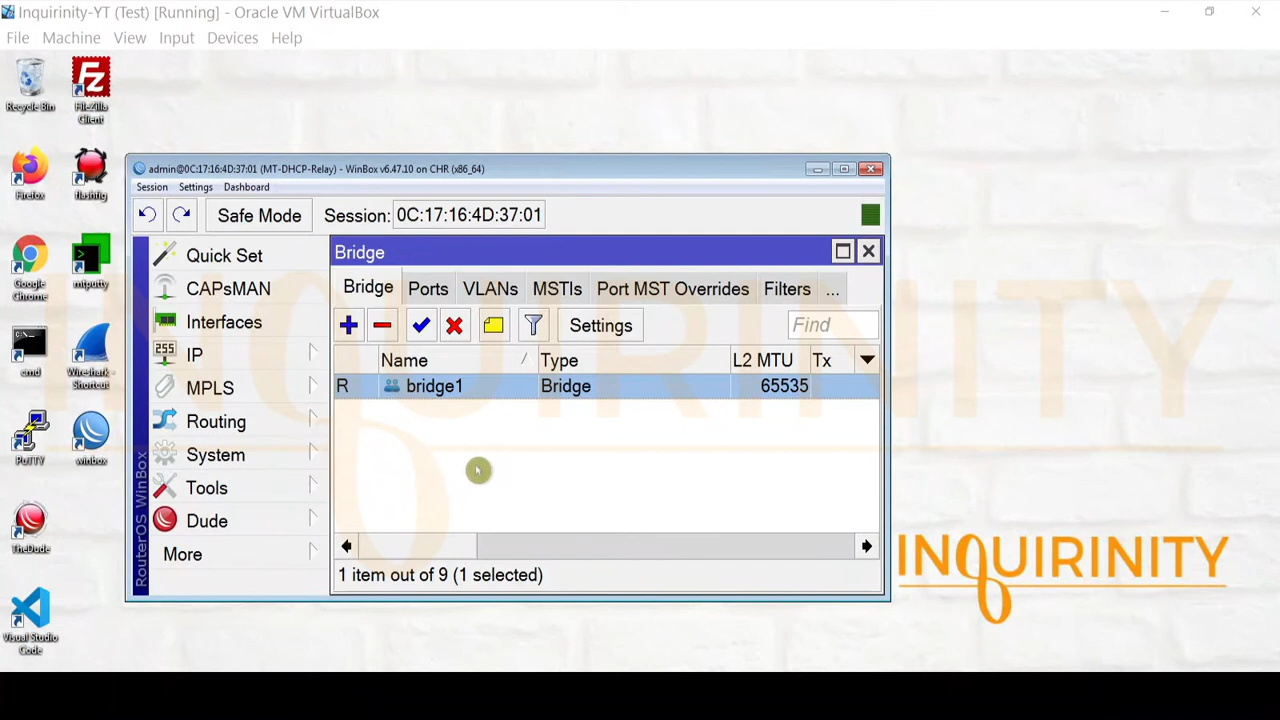 Inquirinity-YT (Test) [Running] - Oracle VM VirtualBox
File Machine View Input Devices Help
Recycle Bin
FileZilla
Client
Firefox
flashfig
Google
Chrome
mtputty
cmd
Wireshark -
Shortcut
PuTTY
winbox
TheDude
Visual Studio
Code
admin@0C:17:16:4D:37:01 (MT-DHCP-Relay) - WinBox v6.47.10 on CHR (x86_64)
Session Settings Dashboard
Safe Mode Session: 0C:17:16:4D:37:01
RouterOS WinBox
Quick Set
CAPsMAN
Interfaces
255 IP
MPLS
Routing
System
Tools
Dude
More
Bridge
Bridge Ports VLANs MSTIs Port MST Overrides Filters ...
Settings Find
Name / Type L2 MTU Tx
R bridge1 Bridge 65535
1 item out of 9 (1 selected)
INQUIRINITY
INQUIRINITY